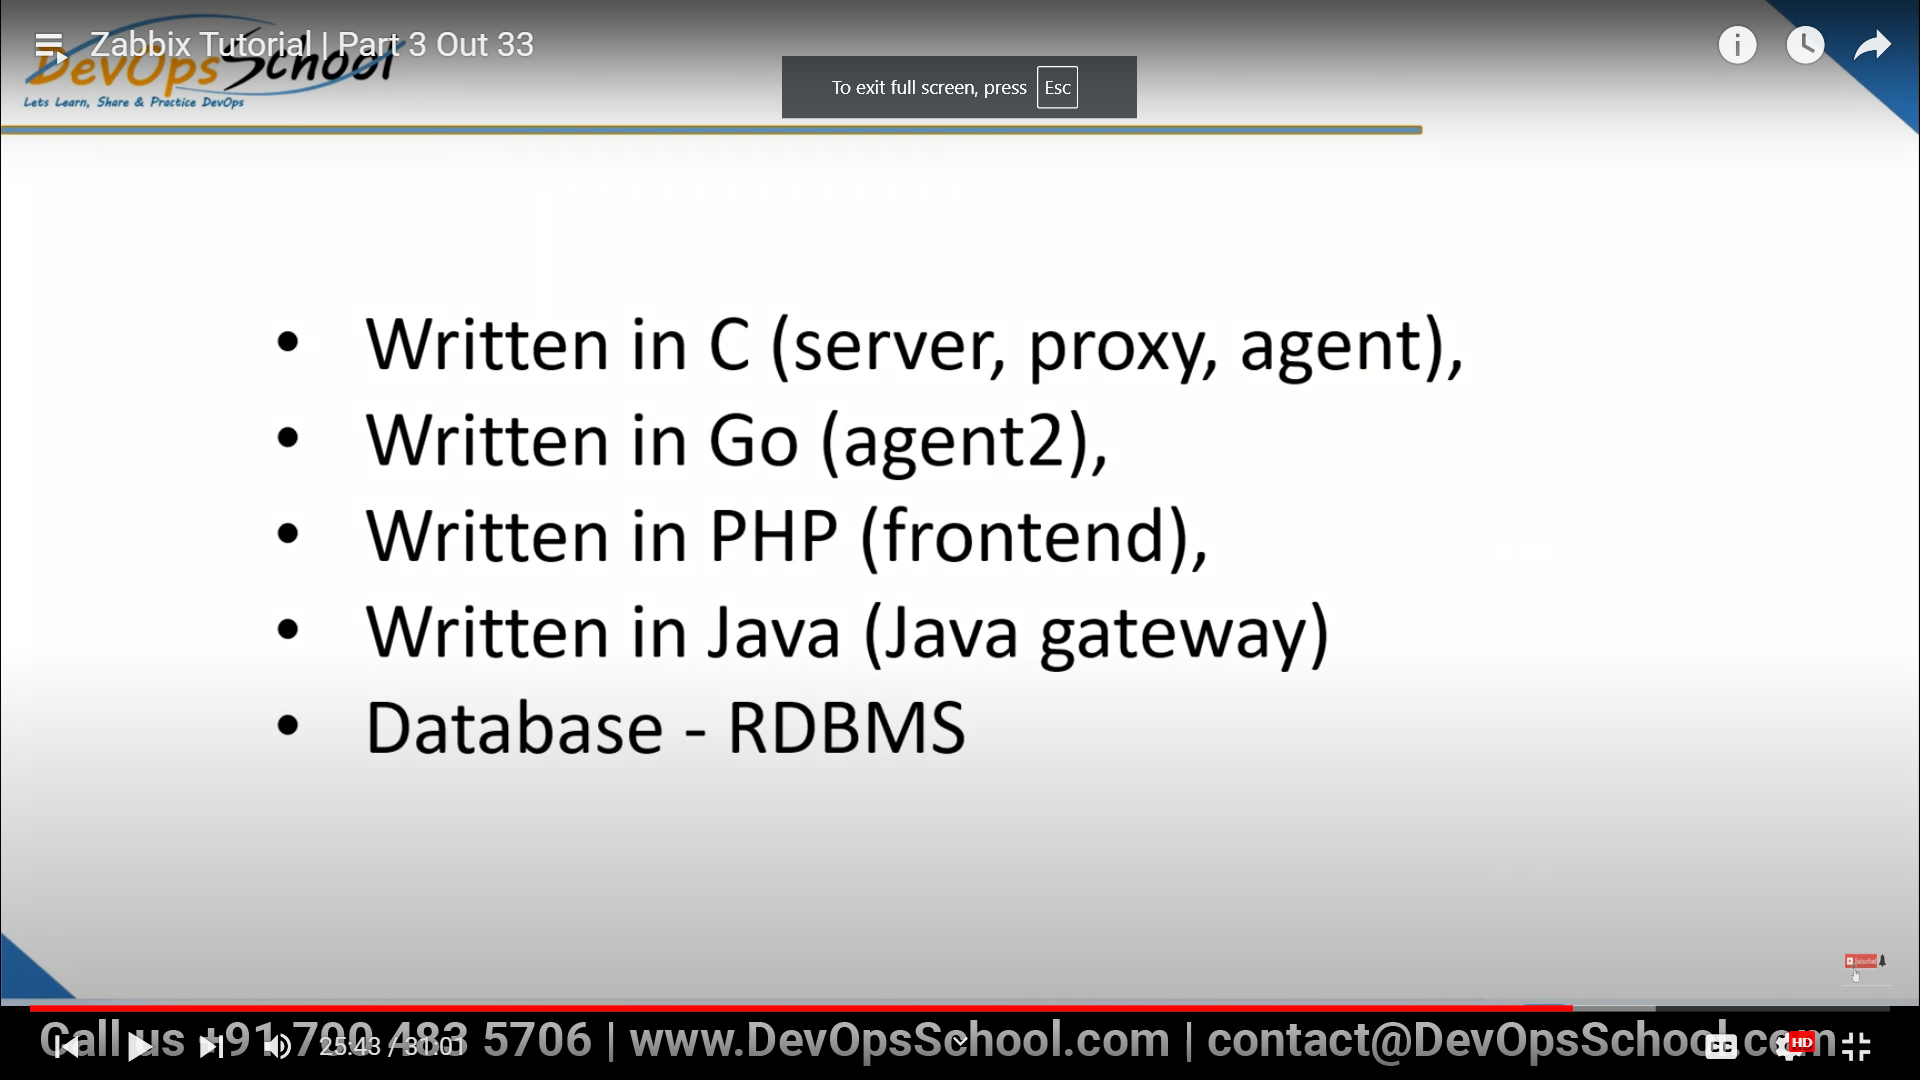 Zabbix Tutorial | Part 3 Out 33
DevOpsSchool
Lets Learn, Share & Practice DevOps
To exit full screen, press Esc
• Written in C (server, proxy, agent),
• Written in Go (agent2),
• Written in PHP (frontend),
• Written in Java (Java gateway)
• Database - RDBMS
Subscribed
Call us +91 700 483 5706 | www.DevOpsSchool.com | contact@DevOpsSchool.com
25:43 / 31:01
HD